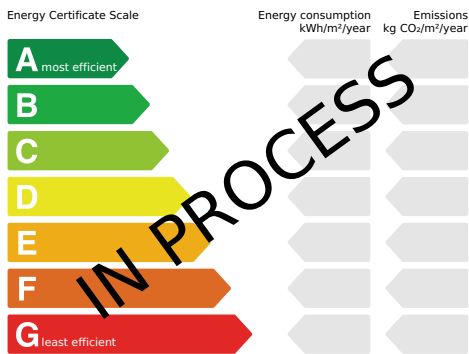 Energy Certificate Scale
Energy consumption
kWh/m²/year
Emissions
kg CO₂/m²/year
A most efficient
B
C
D
E
F
G least efficient
IN PROCESS